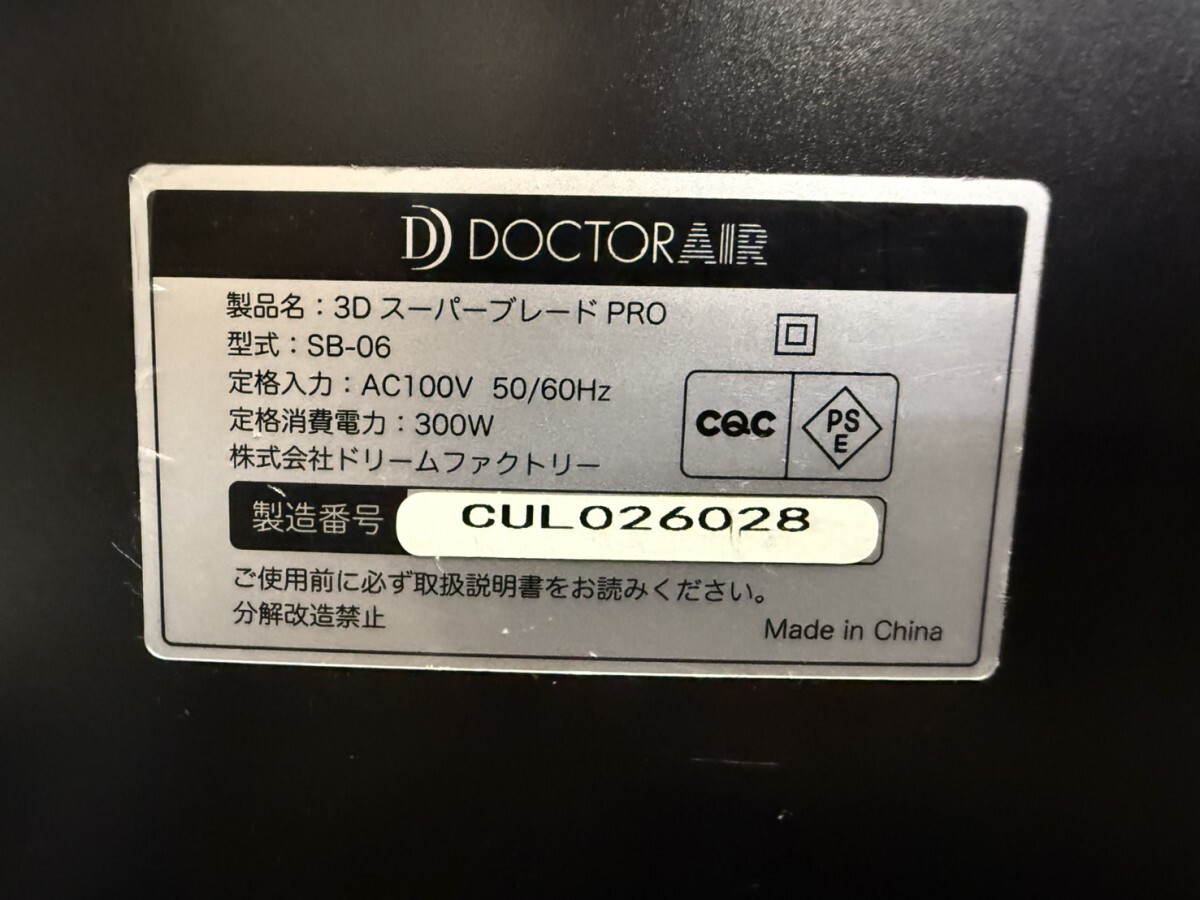 DOCTORAIR
製品名：3D スーパーブレード PRO
型式：SB-06
定格入力：AC100V 50/60Hz
定格消費電力：300W
株式会社ドリームファクトリー
CQC
PS
E
製造番号 CUL026028
ご使用前に必ず取扱説明書をお読みください。
分解改造禁止
Made in China